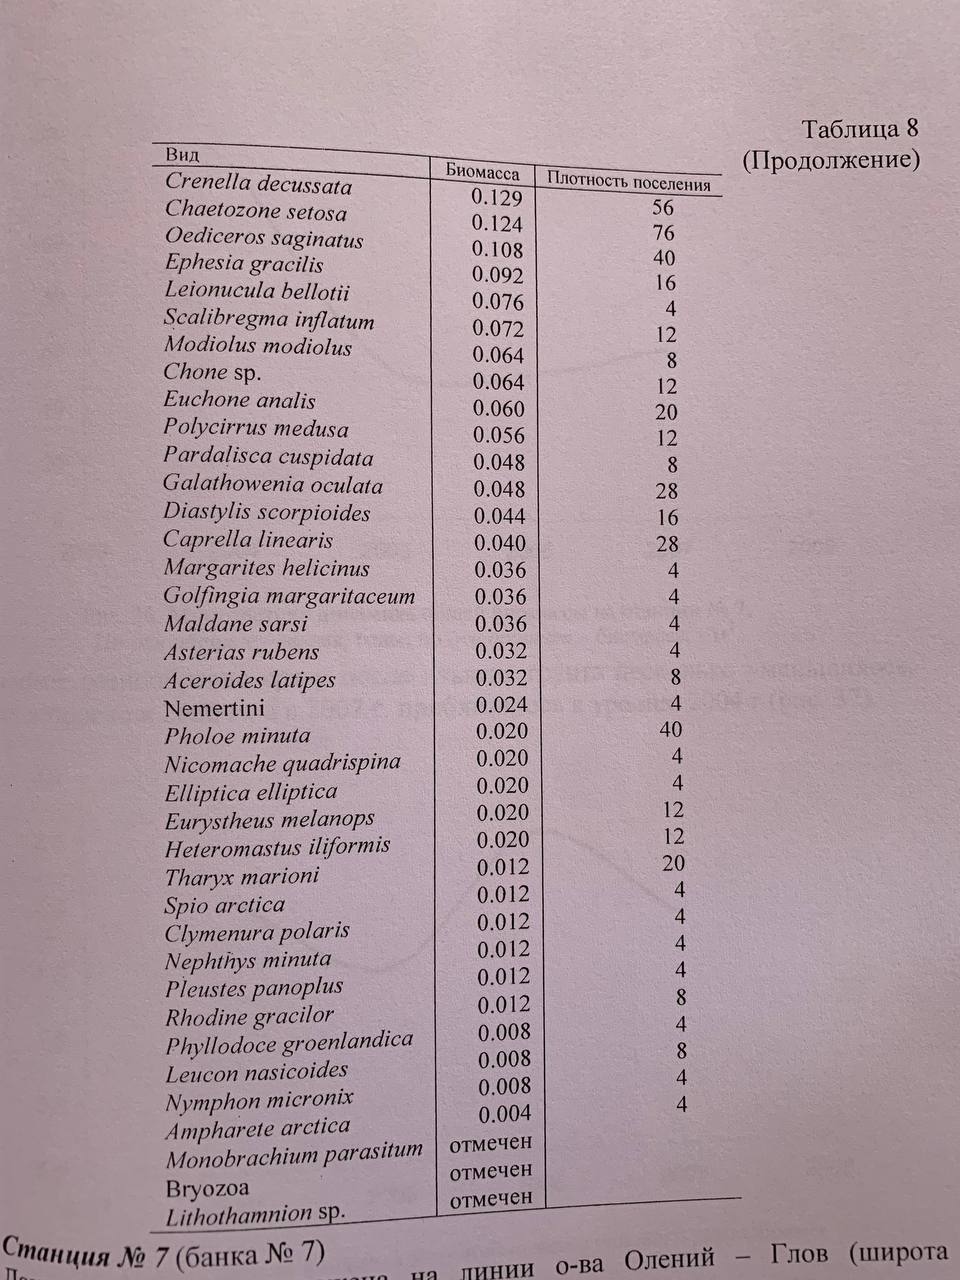 Таблица 8
(Продолжение)
Вид Биомасса Плотность поселения
Crenella decussata 0.129 56
Chaetozone setosa 0.124 76
Oediceros saginatus 0.108 40
Ephesia gracilis 0.092 16
Leionucula bellotii 0.076 4
Scalibregma inflatum 0.072 12
Modiolus modiolus 0.064 8
Chone sp. 0.064 12
Euchone analis 0.060 20
Polycirrus medusa 0.056 12
Pardalisca cuspidata 0.048 8
Galathowenia oculata 0.048 28
Diastylis scorpioides 0.044 16
Caprella linearis 0.040 28
Margarites helicinus 0.036 4
Golfingia margaritaceum 0.036 4
Maldane sarsi 0.036 4
Asterias rubens 0.032 4
Aceroides latipes 0.032 8
Nemertini 0.024 4
Pholoe minuta 0.020 40
Nicomache quadrispina 0.020 4
Elliptica elliptica 0.020 4
Eurystheus melanops 0.020 12
Heteromastus iliformis 0.020 12
Tharyx marioni 0.012 20
Spio arctica 0.012 4
Clymenura polaris 0.012 4
Nephthys minuta 0.012 4
Pleustes panoplus 0.012 4
Rhodine gracilor 0.012 8
Phyllodoce groenlandica 0.008 4
Leucon nasicoides 0.008 8
Nymphon micronix 0.008 4
Ampharete arctica 0.004 4
Monobrachium parasitum отмечен
Bryozoa отмечен
Lithothamnion sp. отмечен
Станция № 7 (банка № 7)
на линии о-ва Олений – Глов (широта